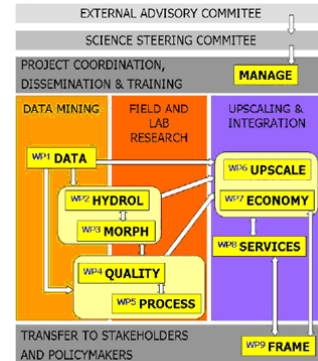 EXTERNAL ADVISORY COMMITEE
SCIENCE STEERING COMMITEE
PROJECT COORDINATION,
DISSEMINATION & TRAINING
MANAGE
DATA MINING
FIELD AND
LAB
RESEARCH
UPSCALING &
INTEGRATION
WP1 DATA
WP6 UPSCALE
WP2 HYDROL
WP7 ECONOMY
WP3 MORPH
WP8 SERVICES
WP4 QUALITY
WP5 PROCESS
TRANSFER TO STAKEHOLDERS
AND POLICYMAKERS
WP9 FRAME